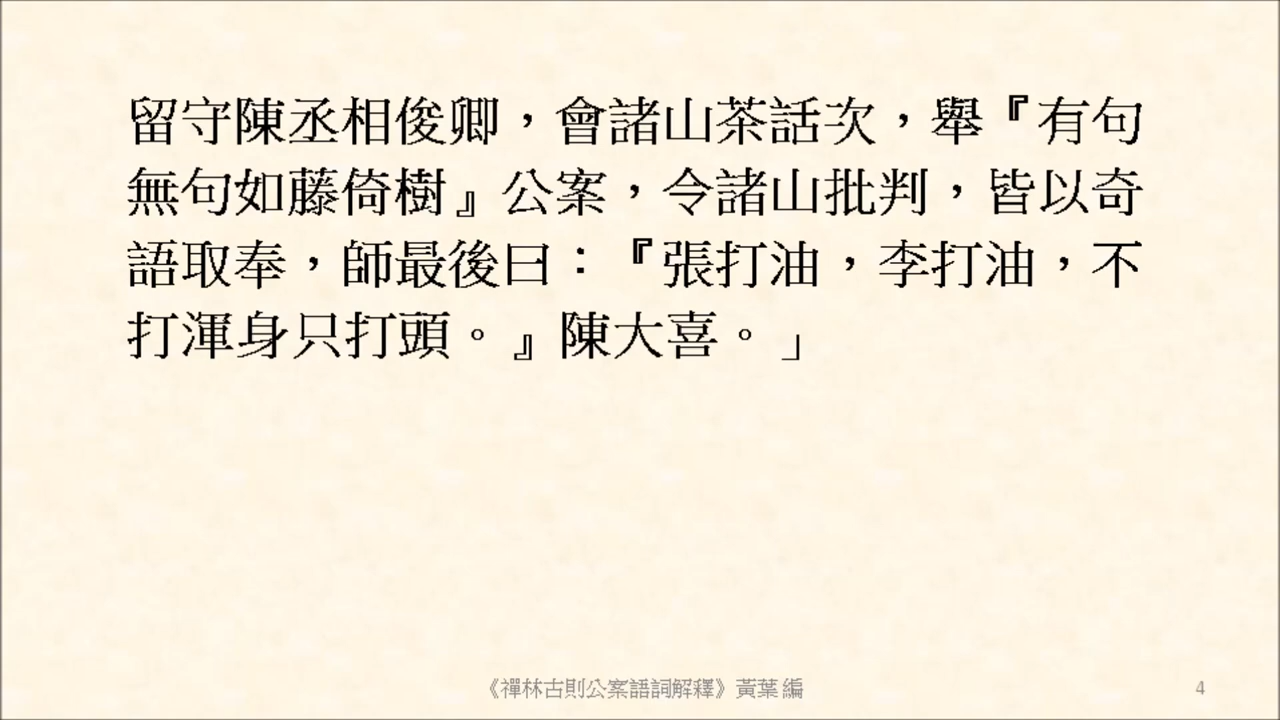 留守陳丞相俊卿，會諸山茶話次，舉『有句
無句如藤倚樹』公案，令諸山批判，皆以奇
語取奉，師最後曰：『張打油，李打油，不
打渾身只打頭。』陳大喜。」
《禪林古則公案語詞解釋》黃葉編
4